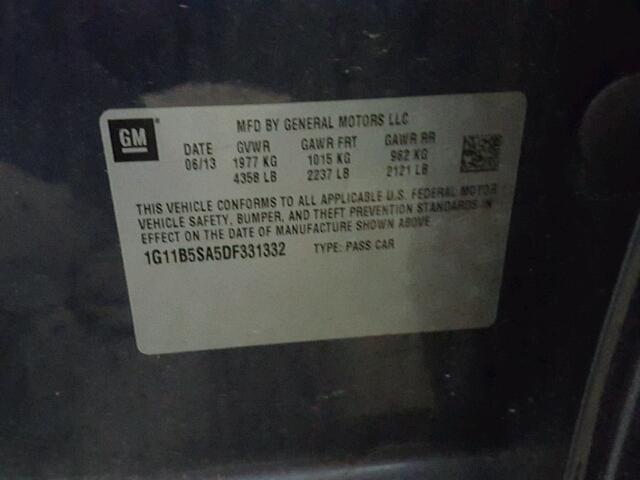 GM
MFD BY GENERAL MOTORS LLC
DATE GVWR GAWR FRT GAWR RR
06/13 1977 KG 1015 KG 962 KG
4358 LB 2237 LB 2121 LB
THIS VEHICLE CONFORMS TO ALL APPLICABLE U.S. FEDERAL MOTOR
VEHICLE SAFETY, BUMPER, AND THEFT PREVENTION STANDARDS IN
EFFECT ON THE DATE OF MANUFACTURE SHOWN ABOVE.
1G11B5SA5DF331332 TYPE: PASS CAR